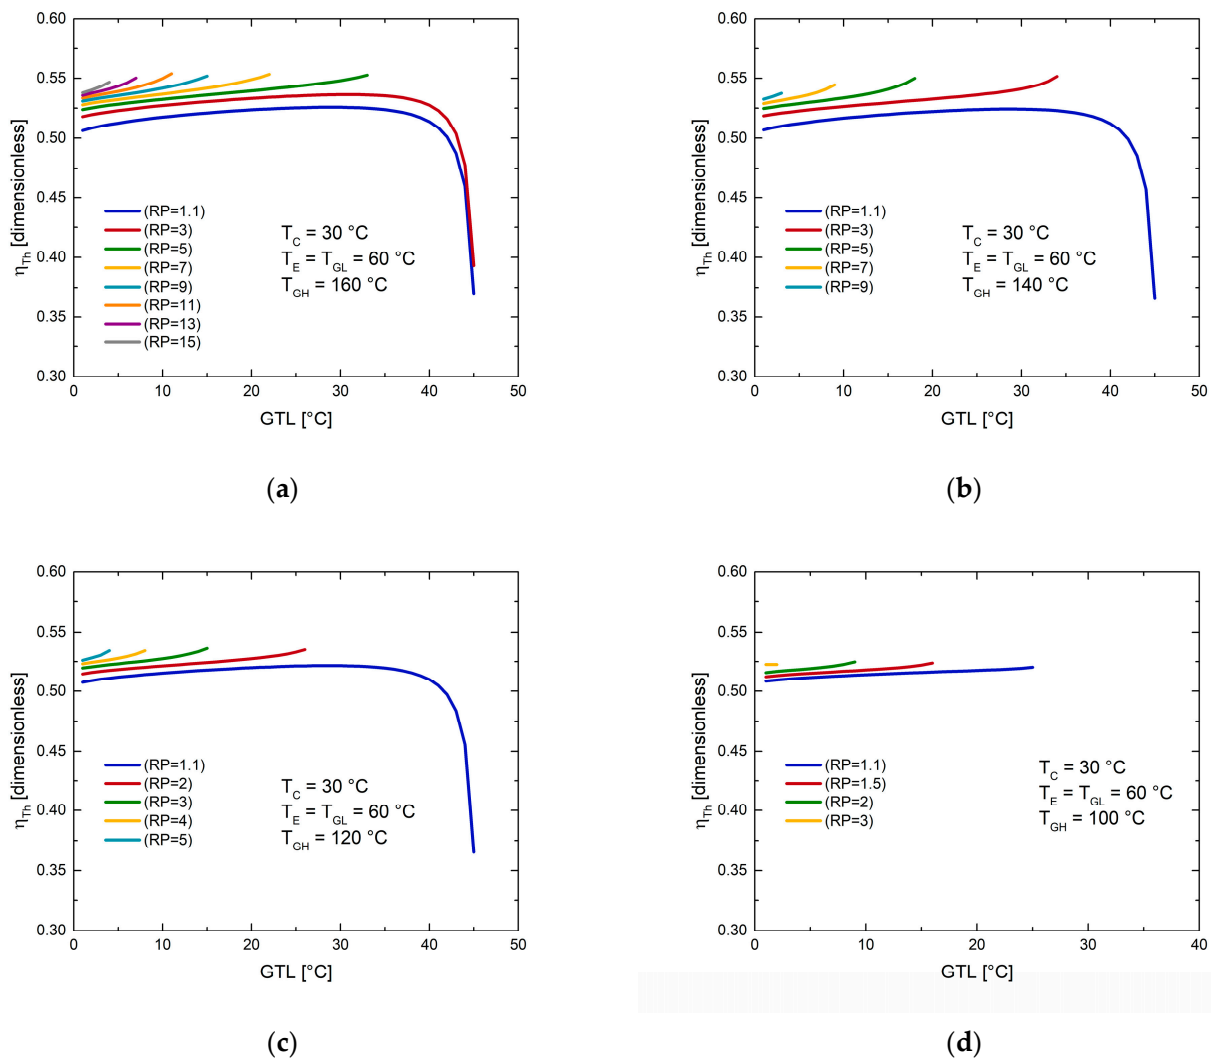 0.60
0.55
0.50
0.45
0.40
0.35
0.30
η_Th [dimensionless]
(RP=1.1)
(RP=3)
(RP=5)
(RP=7)
(RP=9)
(RP=11)
(RP=13)
(RP=15)
T_C = 30 °C
T_E = T_GL = 60 °C
T_GH = 160 °C
0 10 20 30 40 50
GTL [°C]
(a)
0.60
0.55
0.50
0.45
0.40
0.35
0.30
η_Th [dimensionless]
(RP=1.1)
(RP=3)
(RP=5)
(RP=7)
(RP=9)
T_C = 30 °C
T_E = T_GL = 60 °C
T_GH = 140 °C
0 10 20 30 40 50
GTL [°C]
(b)
0.60
0.55
0.50
0.45
0.40
0.35
0.30
η_Th [dimensionless]
(RP=1.1)
(RP=2)
(RP=3)
(RP=4)
(RP=5)
T_C = 30 °C
T_E = T_GL = 60 °C
T_GH = 120 °C
0 10 20 30 40 50
GTL [°C]
(c)
0.60
0.55
0.50
0.45
0.40
0.35
0.30
η_Th [dimensionless]
(RP=1.1)
(RP=1.5)
(RP=2)
(RP=3)
T_C = 30 °C
T_E = T_GL = 60 °C
T_GH = 100 °C
0 10 20 30 40
GTL [°C]
(d)